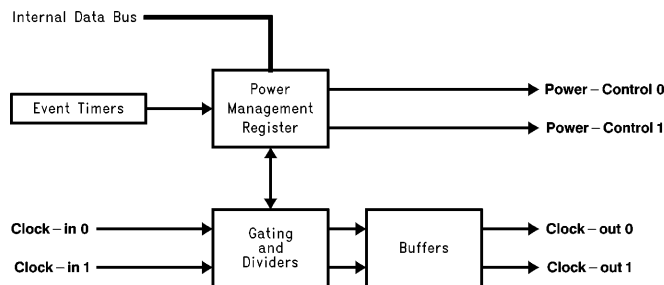 Internal Data Bus
Power
Management
Register
Event Timers
Power – Control 0
Power – Control 1
Clock – in 0
Clock – in 1
Gating
and
Dividers
Buffers
Clock – out 0
Clock – out 1